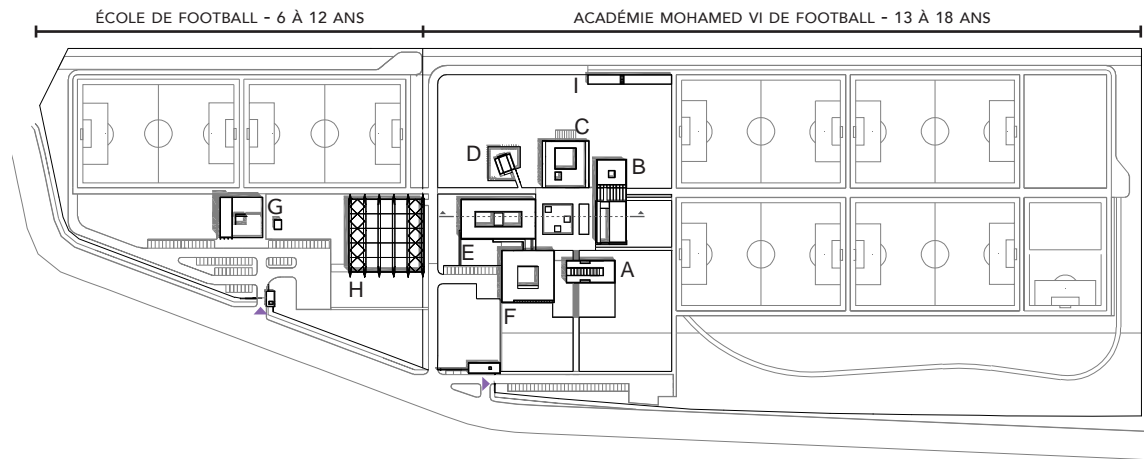 ÉCOLE DE FOOTBALL - 6 À 12 ANS
ACADÉMIE MOHAMED VI DE FOOTBALL - 13 À 18 ANS
I
C
D
B
G
E
A
H
F